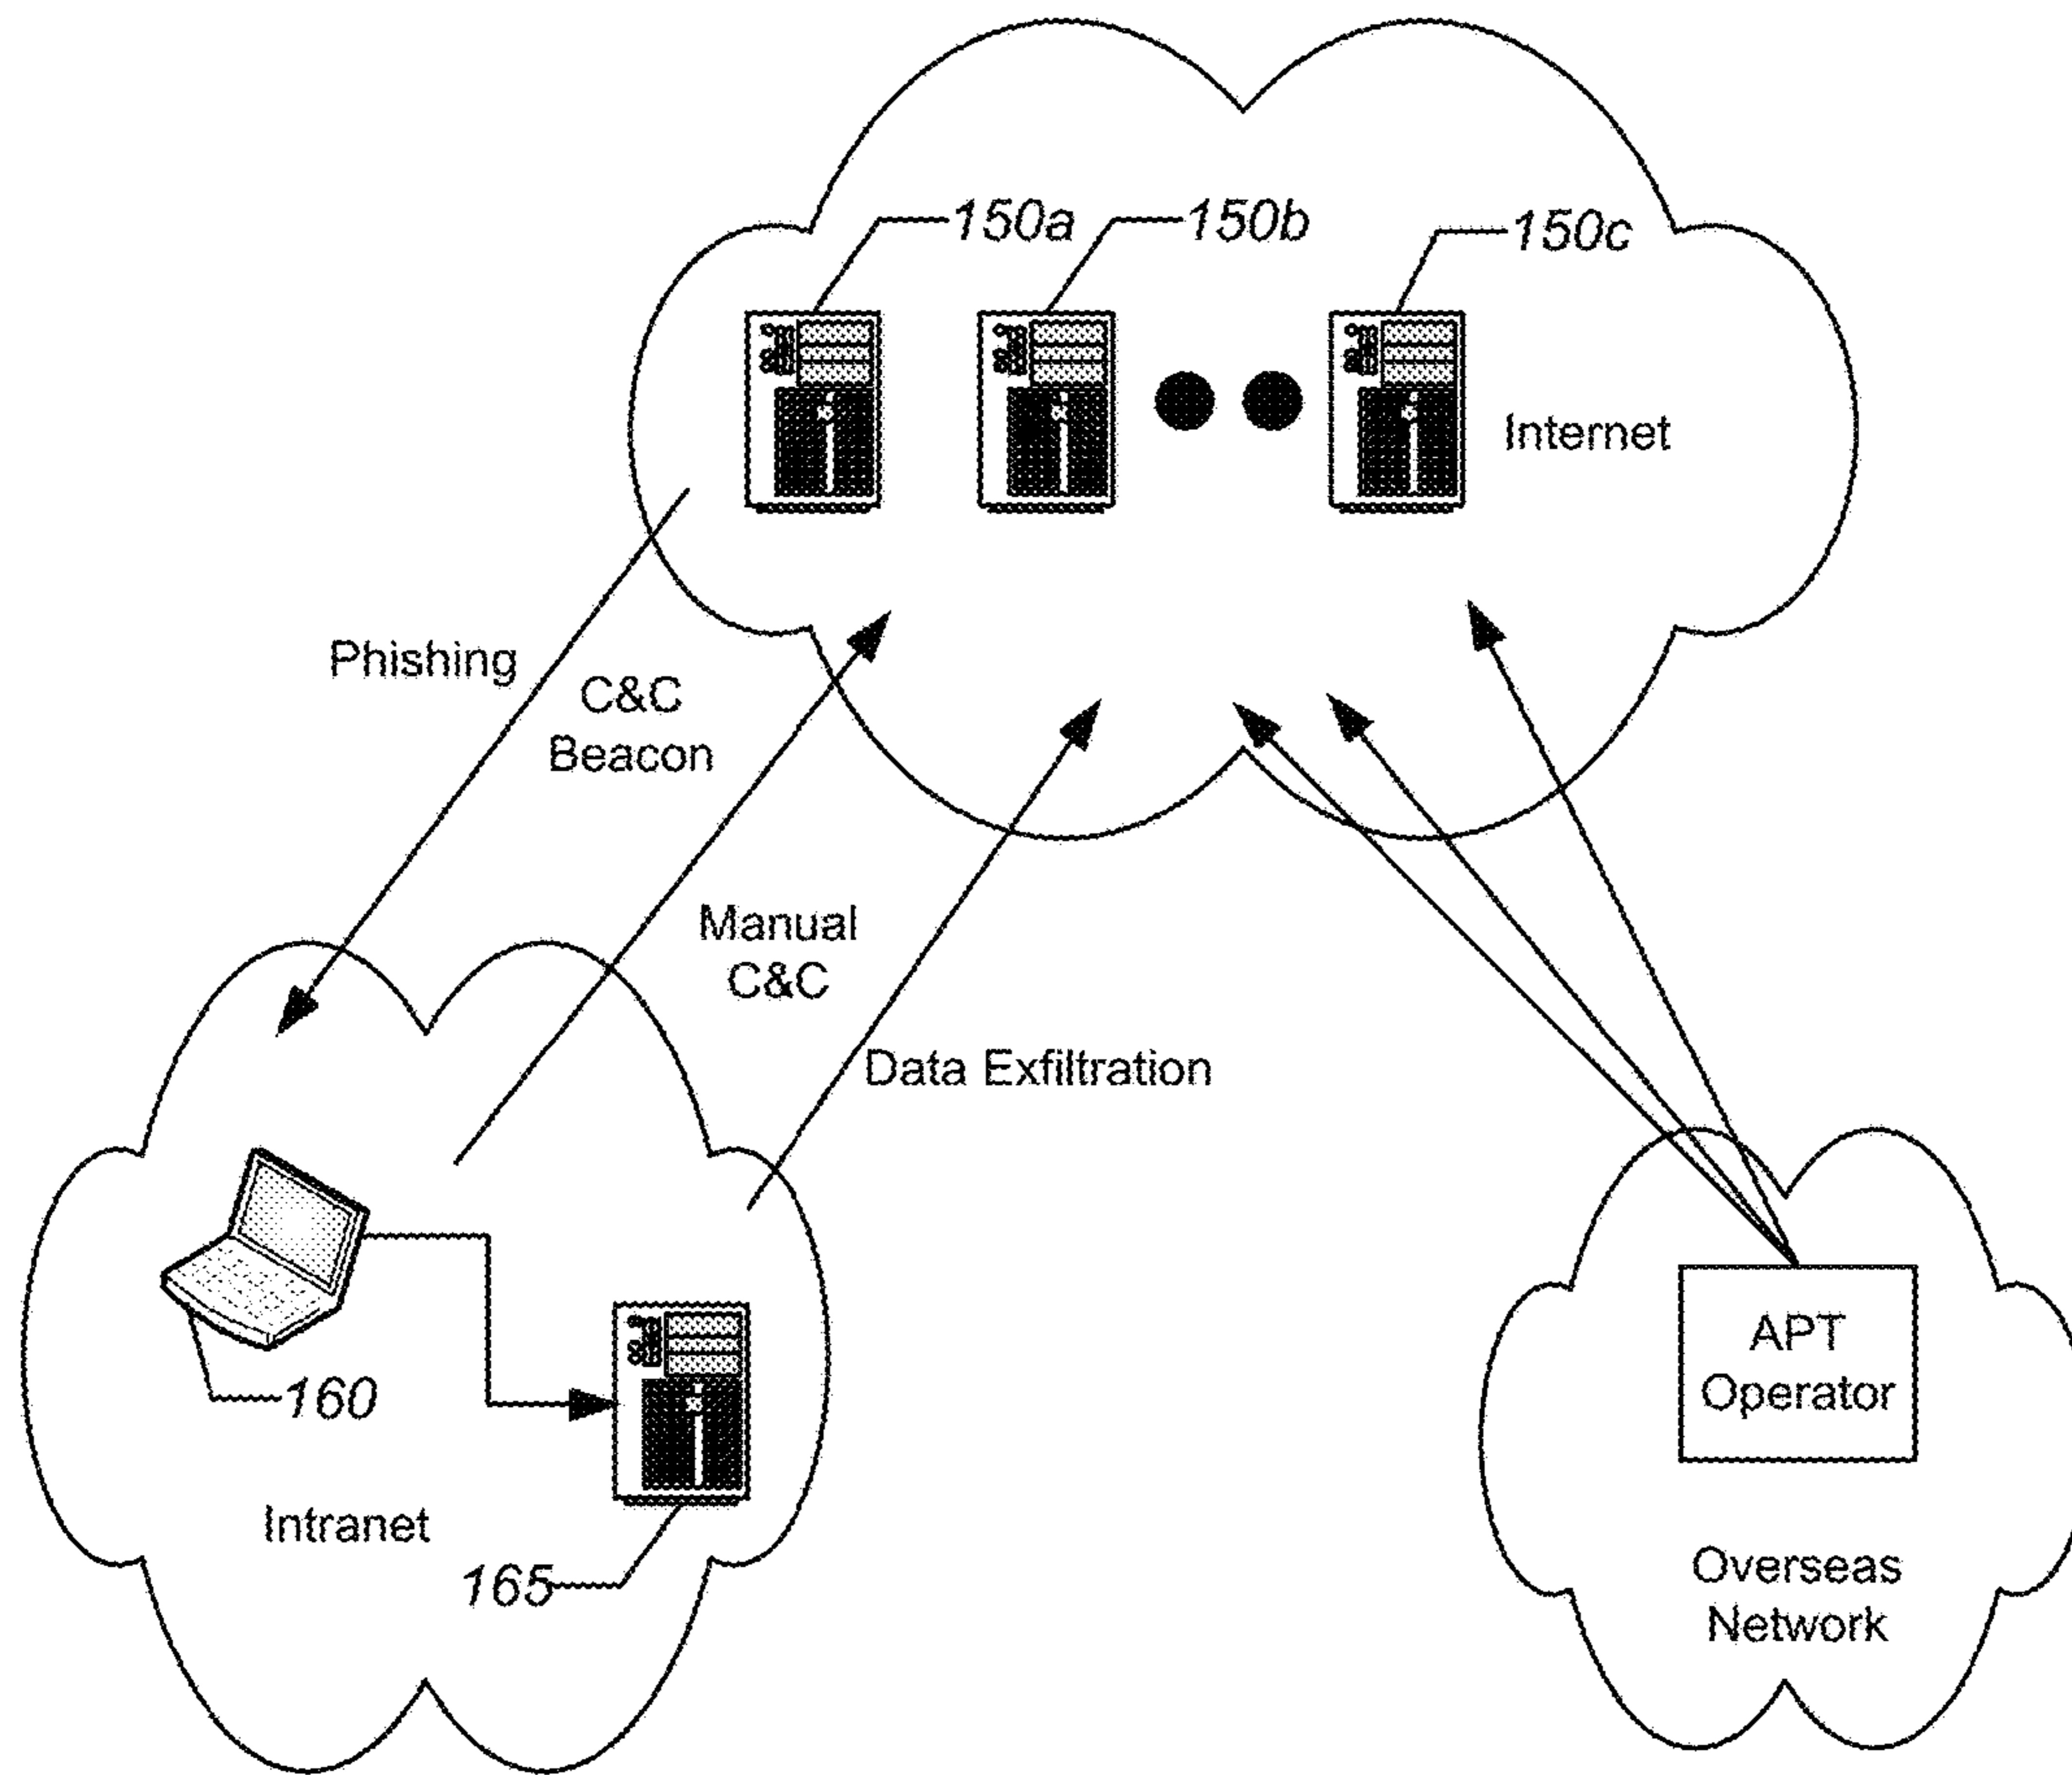 150a
150b
150c
Internet
Phishing
C&C
Beacon
Manual
C&C
Data Exfiltration
160
Intranet
165
APT
Operator
Overseas
Network